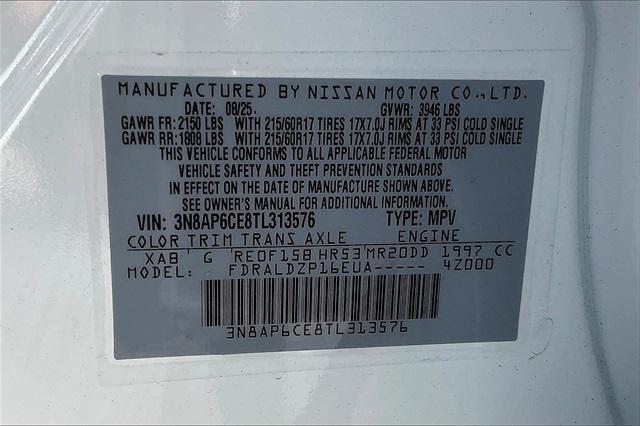 MANUFACTURED BY NISSAN MOTOR CO., LTD.
DATE: 08/25. GVWR: 3946 LBS
GAWR FR: 2150 LBS WITH 215/60R17 TIRES 17X7.0J RIMS AT 33 PSI COLD SINGLE
GAWR RR: 1808 LBS WITH 215/60R17 TIRES 17X7.0J RIMS AT 33 PSI COLD SINGLE
THIS VEHICLE CONFORMS TO ALL APPLICABLE FEDERAL MOTOR
VEHICLE SAFETY AND THEFT PREVENTION STANDARDS
IN EFFECT ON THE DATE OF MANUFACTURE SHOWN ABOVE.
SEE OWNER'S MANUAL FOR ADDITIONAL INFORMATION
VIN: 3N8AP6CE8TL313576 TYPE: MPV
COLOR TRIM TRANS AXLE ENGINE
XAB G RE0F15B HR53 MR20DD 1997 CC
MODEL: FDRALDZP16EUA----- 4Z000
3N8AP6CE8TL313576